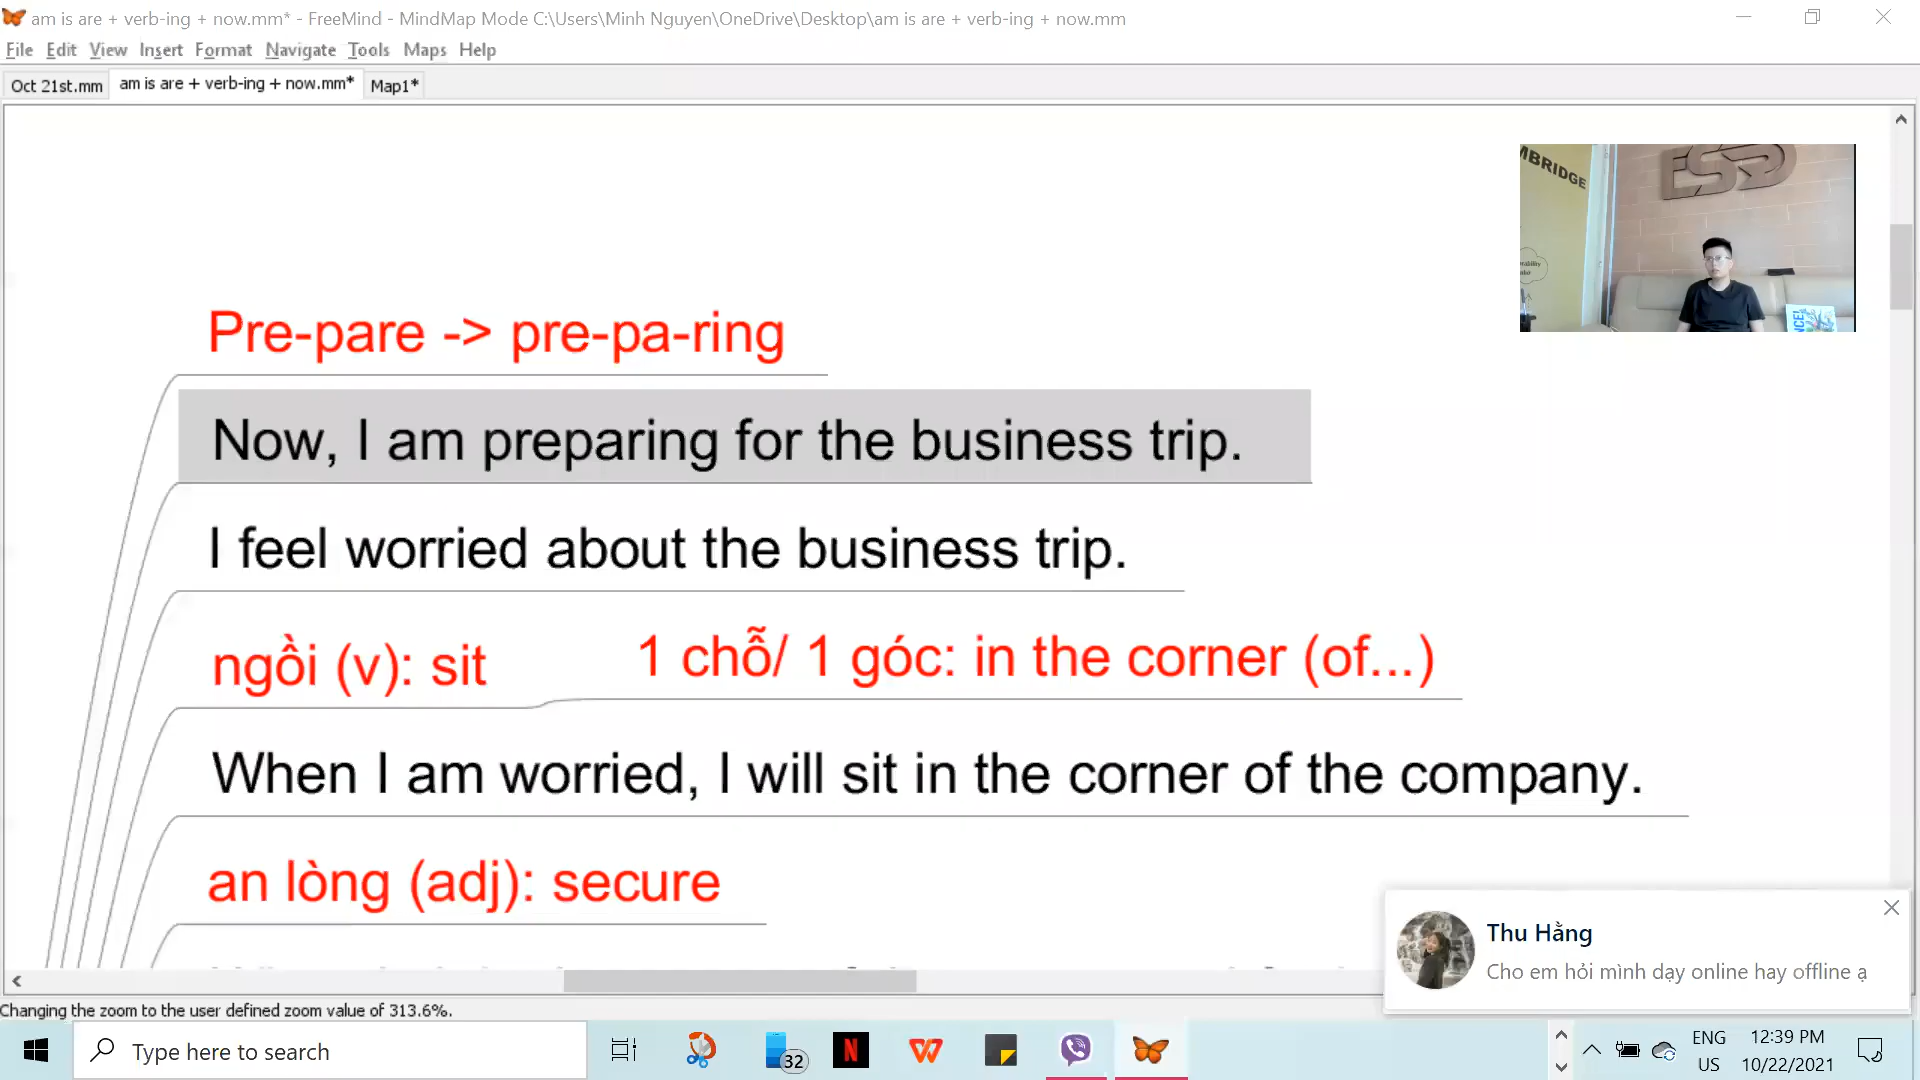 am is are + verb-ing + now.mm* - FreeMind - MindMap Mode C:\Users\Minh Nguyen\OneDrive\Desktop\am is are + verb-ing + now.mm
File Edit View Insert Format Navigate Tools Maps Help
Oct 21st.mm am is are + verb-ing + now.mm* Map1*
MBRIDGE
ESD
Pre-pare -> pre-pa-ring
Now, I am preparing for the business trip.
I feel worried about the business trip.
ngồi (v): sit 1 chỗ/ 1 góc: in the corner (of...)
When I am worried, I will sit in the corner of the company.
an lòng (adj): secure
Thu Hằng
Cho em hỏi mình dạy online hay offline ạ
Changing the zoom to the user defined zoom value of 313.6%.
Type here to search
32
N
W
ENG
US
12:39 PM
10/22/2021